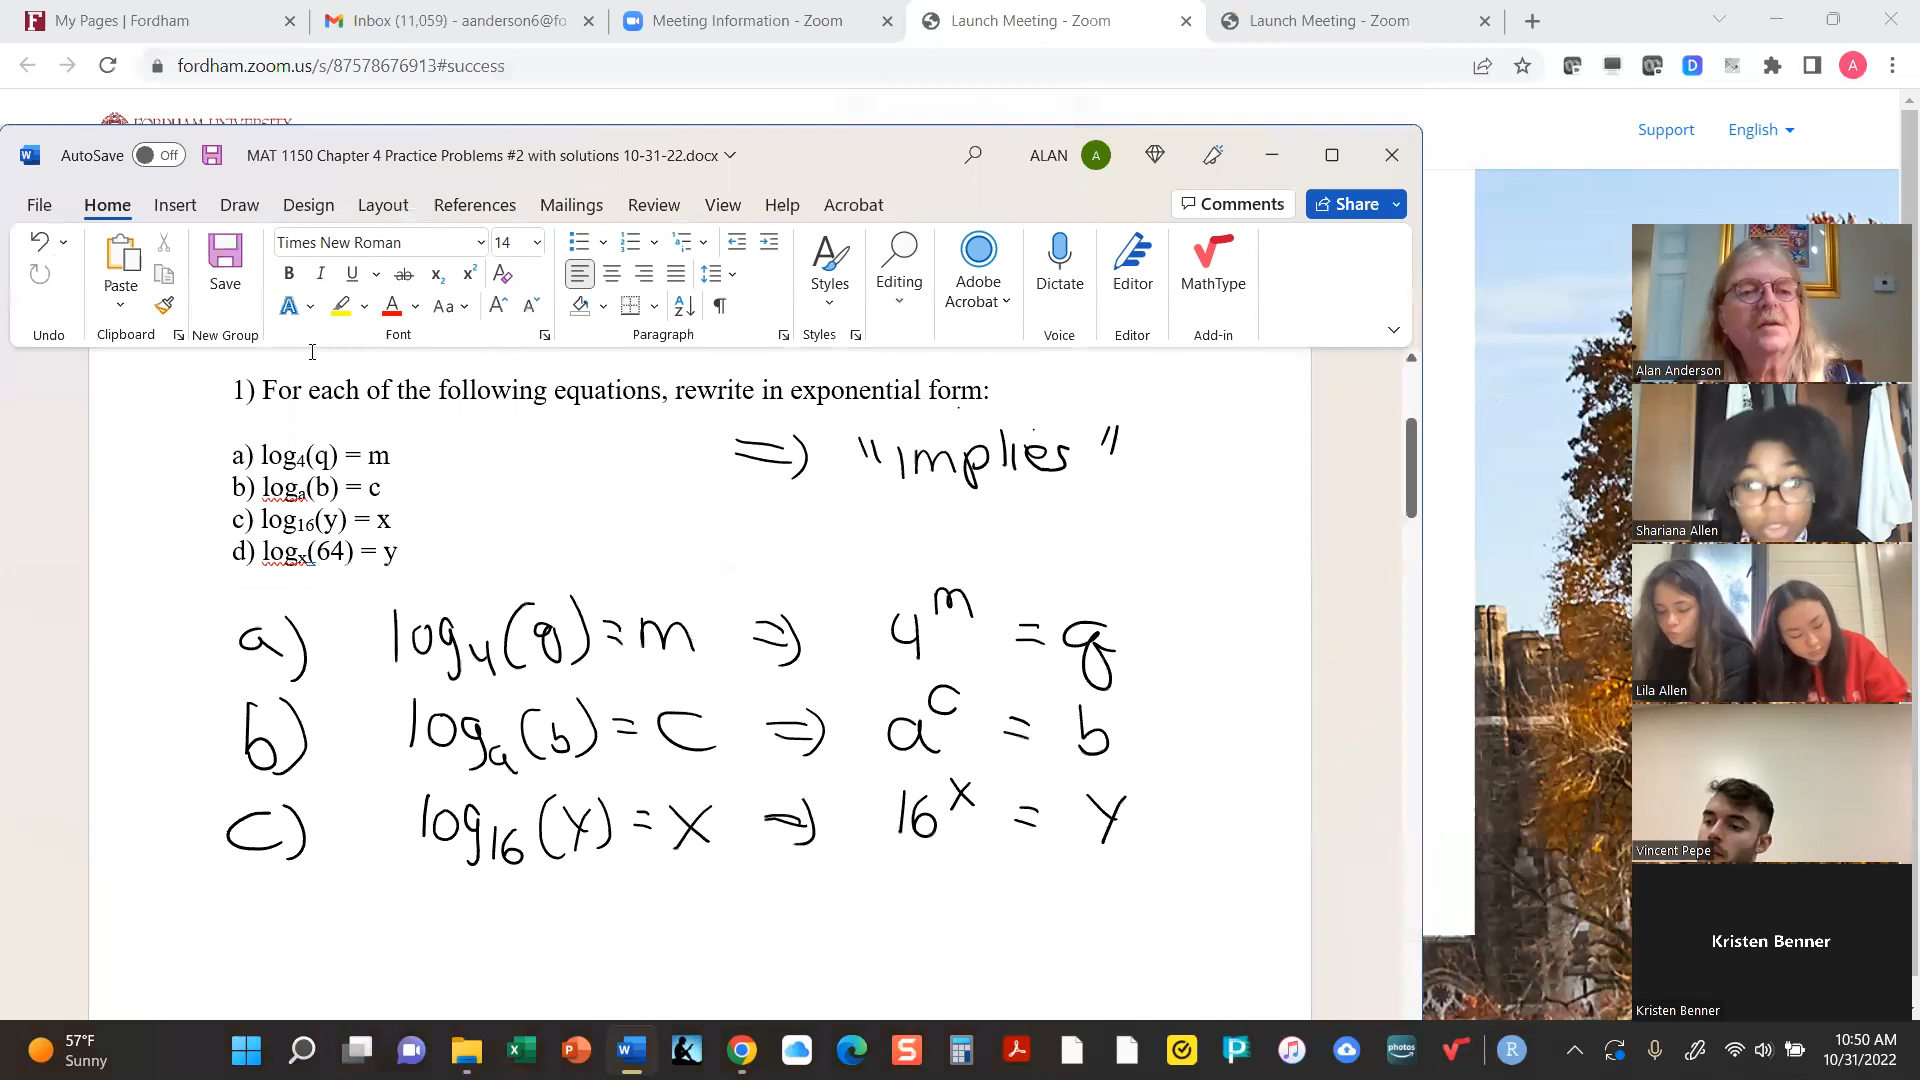 My Pages | Fordham
Inbox (11,059) - aanderson6@fo
Meeting Information - Zoom
Launch Meeting - Zoom
Launch Meeting - Zoom
fordham.zoom.us/s/87578676913#success
A
FORDHAM UNIVERSITY
Support English
AutoSave Off MAT 1150 Chapter 4 Practice Problems #2 with solutions 10-31-22.docx ALAN A
File Home Insert Draw Design Layout References Mailings Review View Help Acrobat Comments Share
Times New Roman 14
Paste Save Styles Editing Adobe Acrobat Dictate Editor MathType
Undo Clipboard New Group Font Paragraph Styles Voice Editor Add-in
1) For each of the following equations, rewrite in exponential form:
a) log₄(q) = m
b) logₐ(b) = c
c) log₁₆(y) = x
d) logₓ(64) = y
=> "implies"
a) log₄(q) = m => 4^m = q
b) logₐ(b) = c => a^c = b
c) log₁₆(y) = x => 16^x = y
Alan Anderson
Shariana Allen
Lila Allen
Vincent Pepe
Kristen Benner
Kristen Benner
57°F
Sunny
photos
10:50 AM
10/31/2022